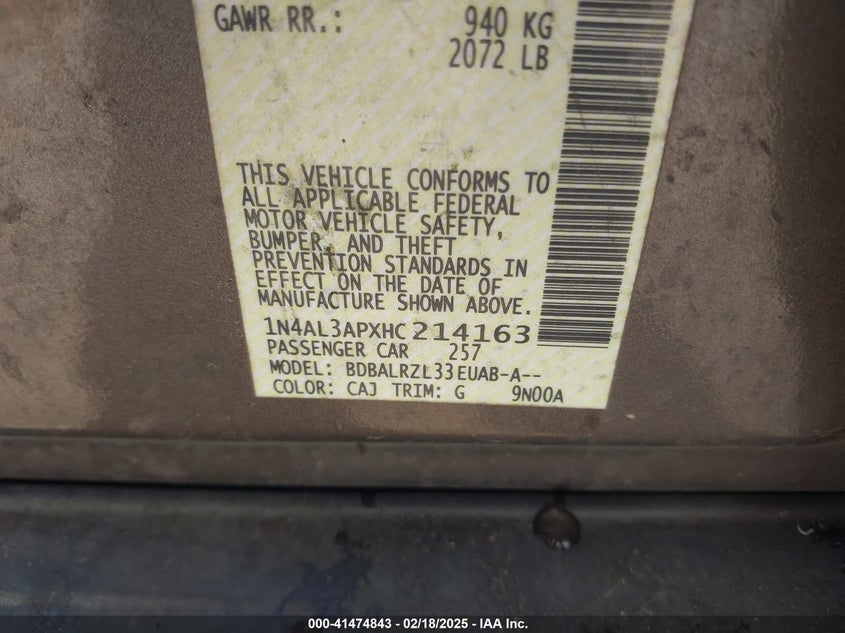 GAWR RR.: 940 KG
2072 LB
THIS VEHICLE CONFORMS TO
ALL APPLICABLE FEDERAL
MOTOR VEHICLE SAFETY,
BUMPER, AND THEFT
PREVENTION STANDARDS IN
EFFECT ON THE DATE OF
MANUFACTURE SHOWN ABOVE.
1N4AL3APXHC214163
PASSENGER CAR 257
MODEL: BDBALRZL33EUAB-A--
COLOR: CAJ TRIM: G 9N00A
000-41474843 - 02/18/2025 - IAA Inc.